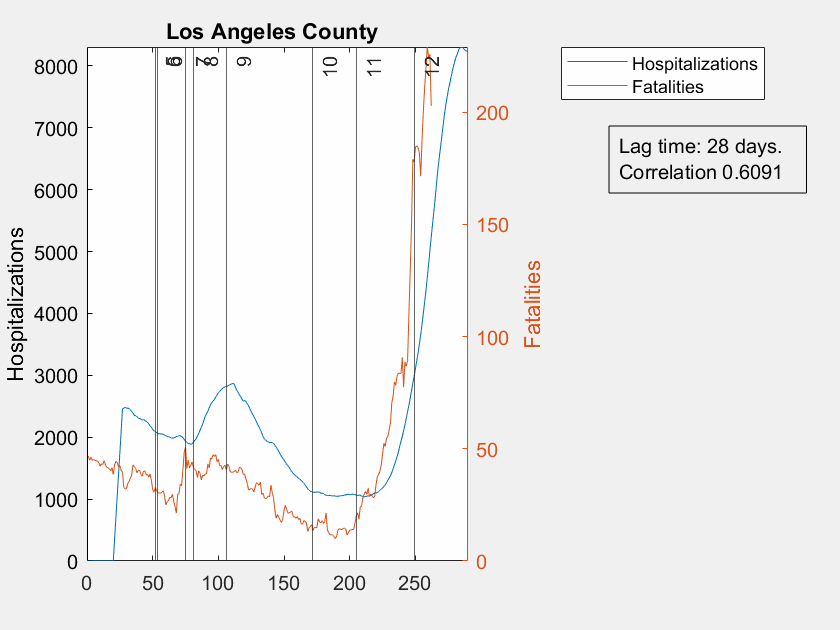 Los Angeles County
Hospitalizations
Fatalities
Lag time: 28 days.
Correlation 0.6091
5
6
7
8
9
10
11
12
8000
7000
6000
5000
4000
3000
2000
1000
0
Hospitalizations
200
150
100
50
0
Fatalities
0 50 100 150 200 250